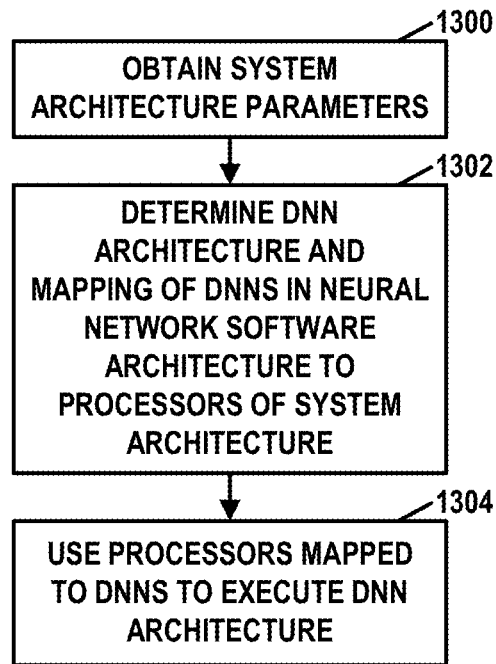 1300
OBTAIN SYSTEM
ARCHITECTURE PARAMETERS
1302
DETERMINE DNN
ARCHITECTURE AND
MAPPING OF DNNS IN NEURAL
NETWORK SOFTWARE
ARCHITECTURE TO
PROCESSORS OF SYSTEM
ARCHITECTURE
1304
USE PROCESSORS MAPPED
TO DNNS TO EXECUTE DNN
ARCHITECTURE